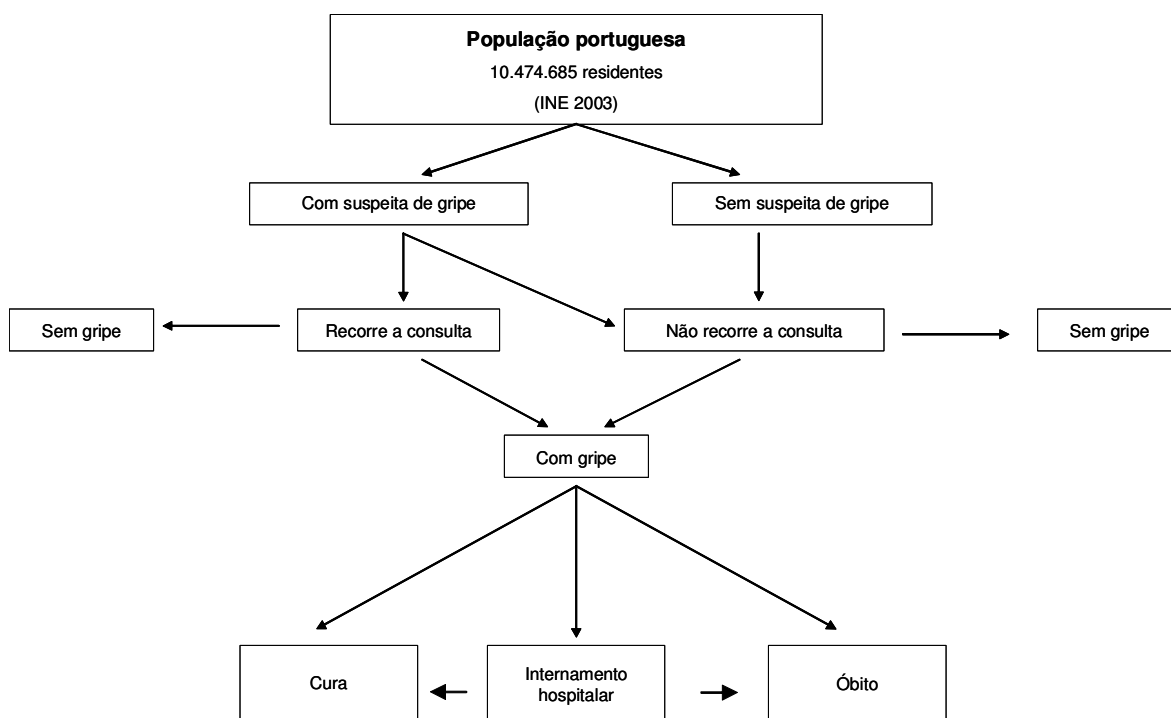 População portuguesa
10.474.685 residentes
(INE 2003)
Com suspeita de gripe
Sem suspeita de gripe
Sem gripe
Recorre a consulta
Não recorre a consulta
Sem gripe
Com gripe
Cura
Internamento
hospitalar
Óbito